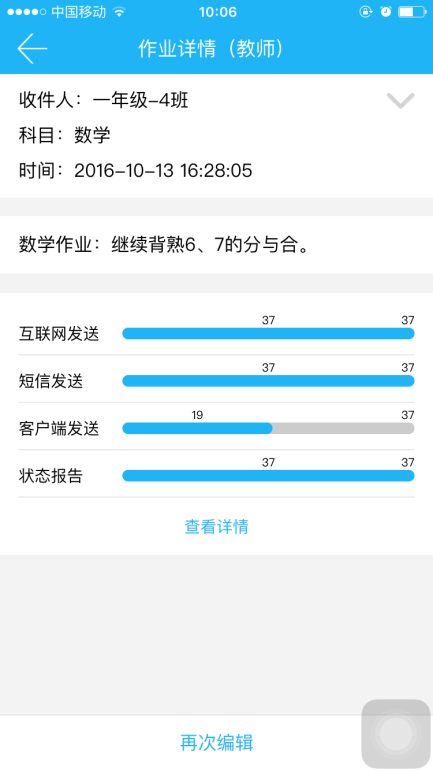 中国移动 10:06
作业详情（教师）
收件人：一年级-4班
科目：数学
时间：2016-10-13 16:28:05
数学作业：继续背熟6、7的分与合。
37 37
互联网发送
37 37
短信发送
19 37
客户端发送
37 37
状态报告
查看详情
再次编辑